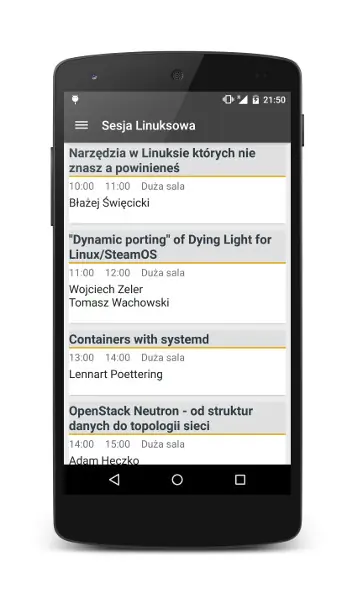 21:50
Sesja Linuksowa
Narzędzia w Linuksie których nie
znasz a powinieneś
10:00 11:00 Duża sala
Błażej Święcicki
"Dynamic porting" of Dying Light for
Linux/SteamOS
11:00 12:00 Duża sala
Wojciech Zeler
Tomasz Wachowski
Containers with systemd
13:00 14:00 Duża sala
Lennart Poettering
OpenStack Neutron - od struktur
danych do topologii sieci
14:00 15:00 Duża sala
Adam Heczko